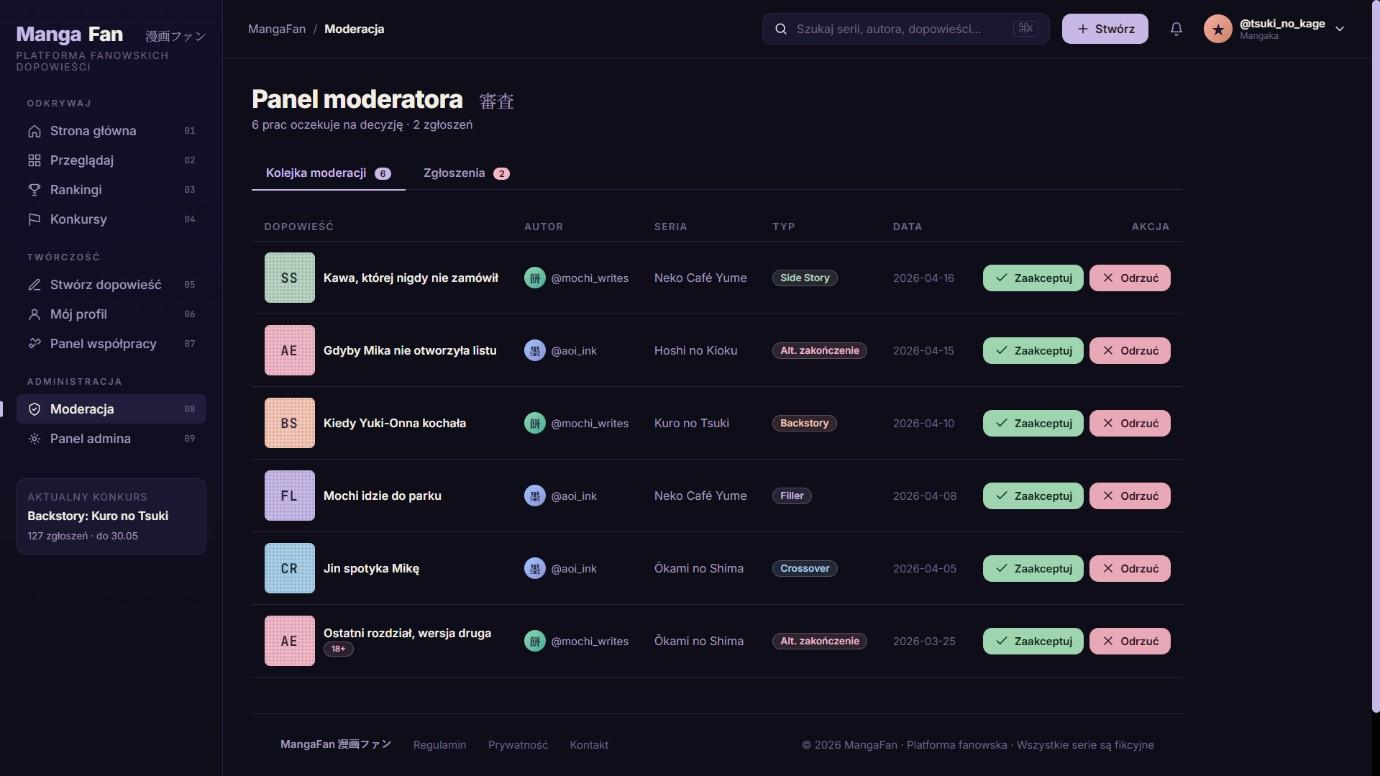 Manga Fan 漫画ファン
PLATFORMA FANOWSKICH
DOPOWIEŚCI
ODKRYWAJ
Strona główna 01
Przeglądaj 02
Rankingi 03
Konkursy 04
TWÓRCZOŚĆ
Stwórz dopowieść 05
Mój profil 06
Panel współpracy 07
ADMINISTRACJA
Moderacja 08
Panel admina 09
AKTUALNY KONKURS
Backstory: Kuro no Tsuki
127 zgłoszeń · do 30.05
MangaFan / Moderacja
Szukaj serii, autora, dopowieści... ⌘K
+ Stwórz
@tsuki_no_kage
Mangaka
Panel moderatora 審査
6 prac oczekuje na decyzję · 2 zgłoszeń
Kolejka moderacji 6 Zgłoszenia 2
DOPOWIEŚĆ AUTOR SERIA TYP DATA AKCJA
SS Kawa, której nigdy nie zamówił 餅 @mochi_writes Neko Café Yume Side Story 2026-04-16 Zaakceptuj Odrzuć
AE Gdyby Mika nie otworzyła listu 墨 @aoi_ink Hoshi no Kioku Alt. zakończenie 2026-04-15 Zaakceptuj Odrzuć
BS Kiedy Yuki-Onna kochała 餅 @mochi_writes Kuro no Tsuki Backstory 2026-04-10 Zaakceptuj Odrzuć
FL Mochi idzie do parku 墨 @aoi_ink Neko Café Yume Filler 2026-04-08 Zaakceptuj Odrzuć
CR Jin spotyka Mikę 墨 @aoi_ink Ōkami no Shima Crossover 2026-04-05 Zaakceptuj Odrzuć
AE Ostatni rozdział, wersja druga 餅 @mochi_writes Ōkami no Shima Alt. zakończenie 2026-03-25 Zaakceptuj Odrzuć
18+
MangaFan 漫画ファン Regulamin Prywatność Kontakt © 2026 MangaFan · Platforma fanowska · Wszystkie serie są fikcyjne